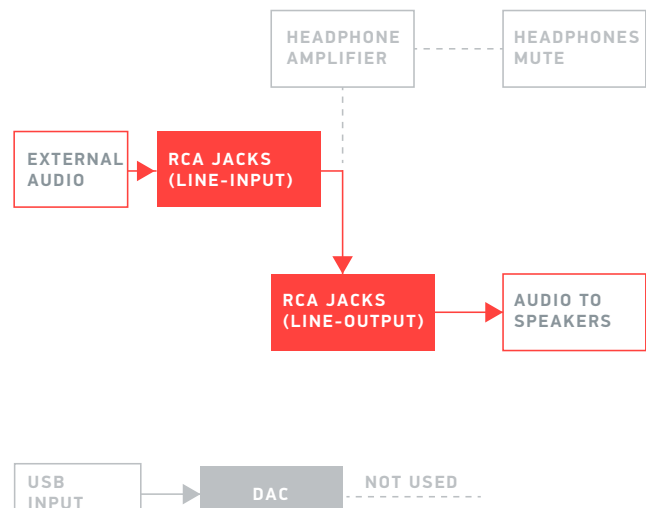 HEADPHONE
AMPLIFIER
HEADPHONES
MUTE
EXTERNAL
AUDIO
RCA JACKS
(LINE-INPUT)
RCA JACKS
(LINE-OUTPUT)
AUDIO TO
SPEAKERS
USB
INPUT
DAC
NOT USED